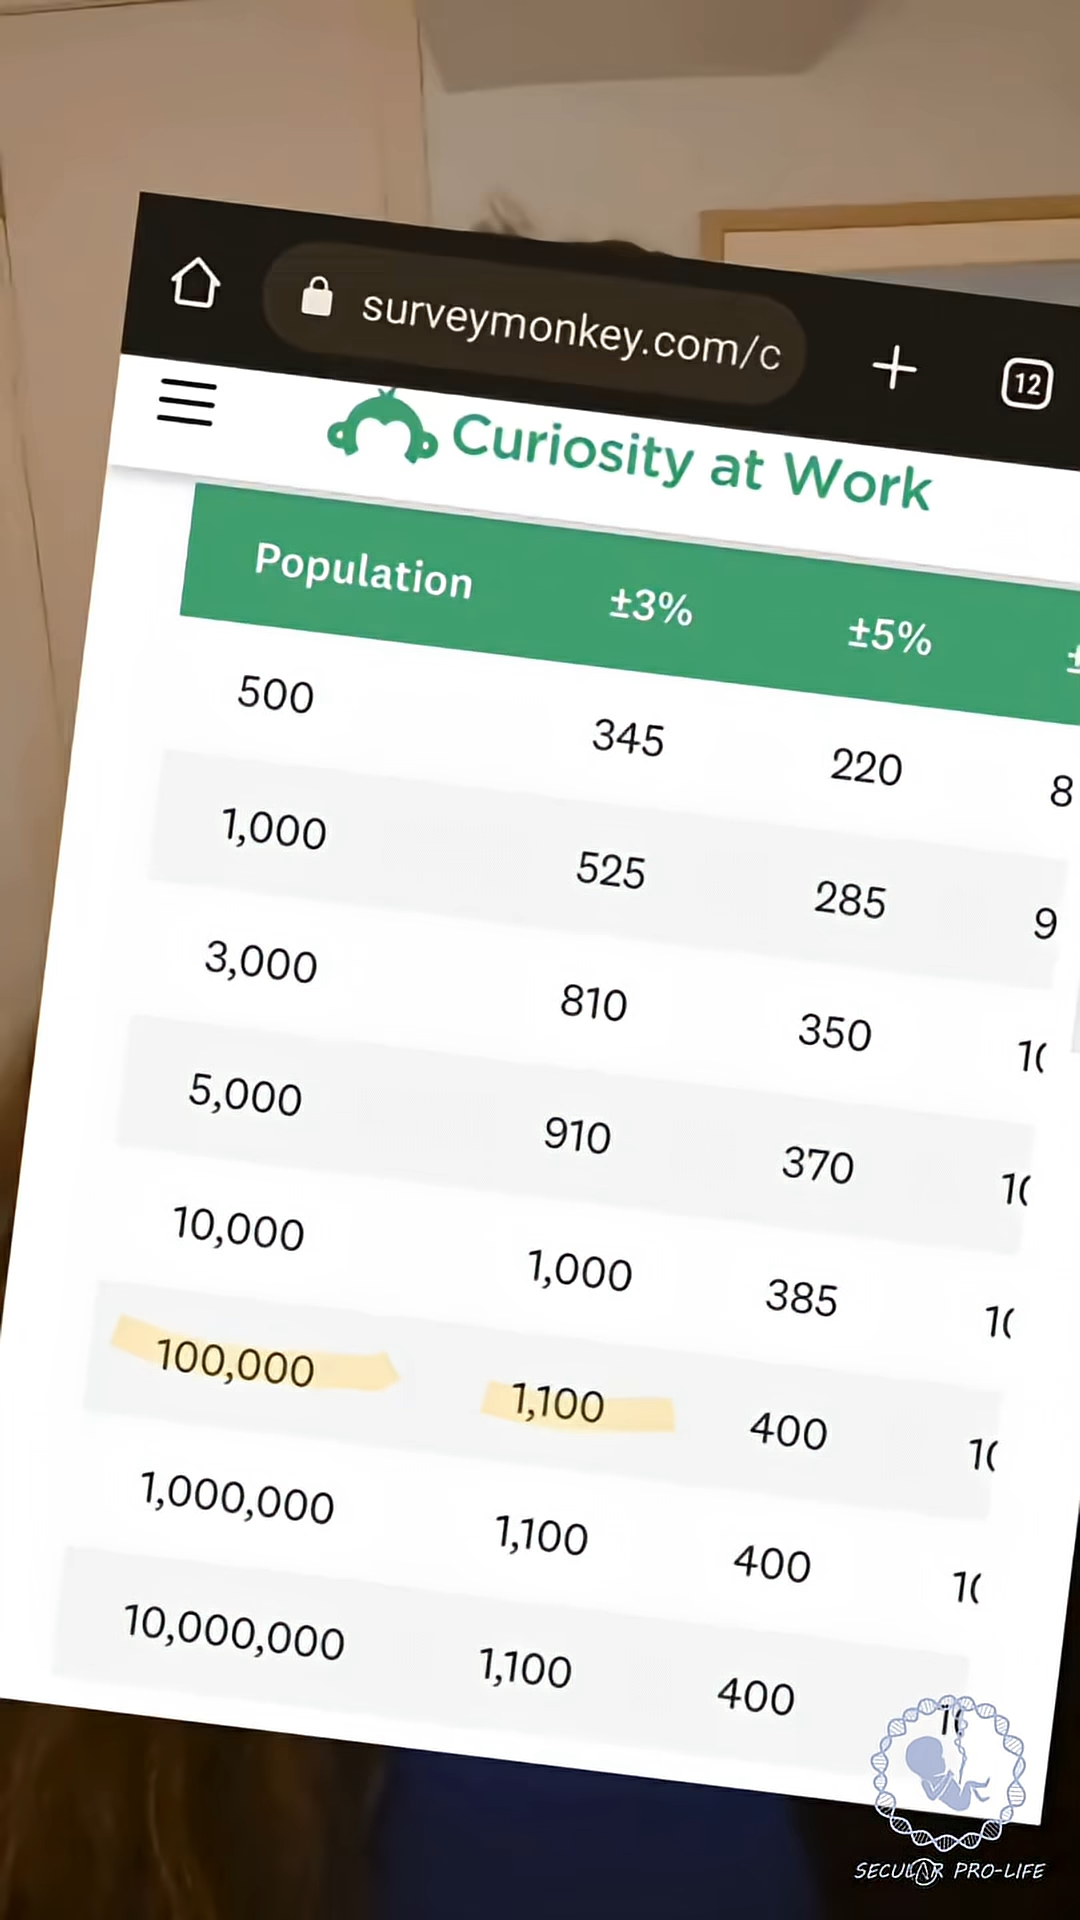 surveymonkey.com/c
12
Curiosity at Work
Population ±3% ±5%
500 345 220
1,000 525 285
3,000 810 350
5,000 910 370
10,000 1,000 385
100,000 1,100 400
1,000,000 1,100 400
10,000,000 1,100 400
SECULAR PRO-LIFE